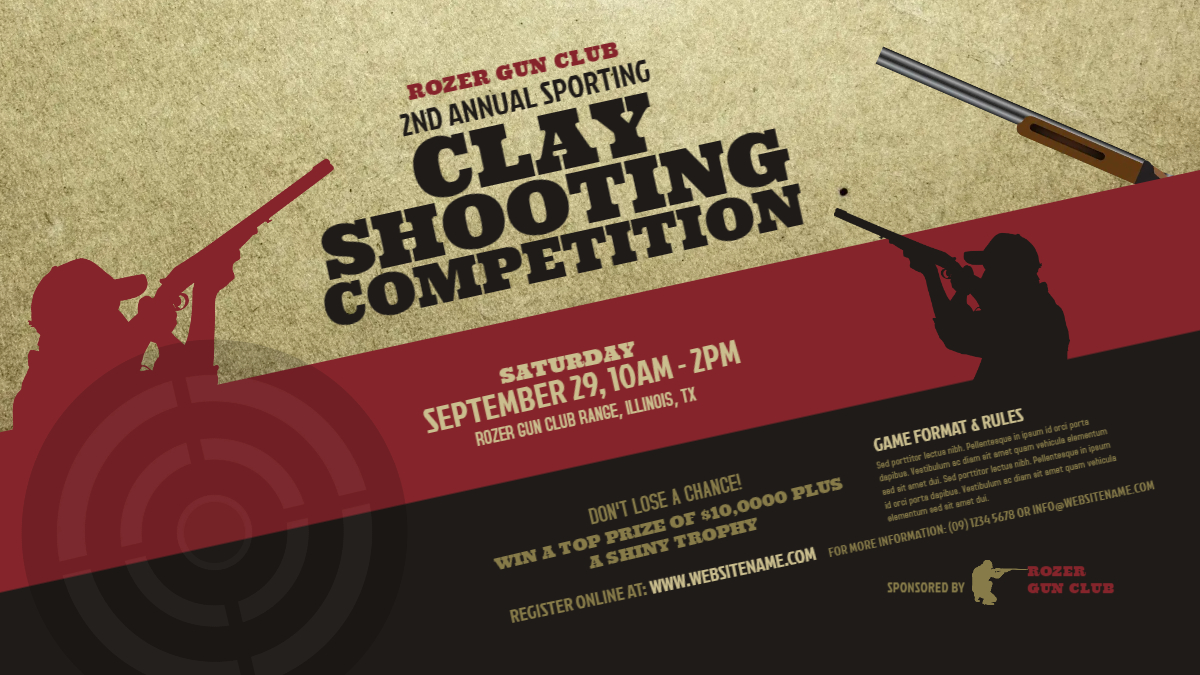 ROZER GUN CLUB
2ND ANNUAL SPORTING
CLAY
SHOOTING
COMPETITION
SATURDAY
SEPTEMBER 29, 10AM - 2PM
ROZER GUN CLUB RANGE, ILLINOIS, TX
DON'T LOSE A CHANCE!
WIN A TOP PRIZE OF $10,0000 PLUS
A SHINY TROPHY
REGISTER ONLINE AT: WWW.WEBSITENAME.COM
GAME FORMAT & RULES
Sed porttitor lectus nibh. Pellentesque in ipsum id orci porta
dapibus. Vestibulum ac diam sit amet quam vehicula elementum
sed sit amet dui. Sed porttitor lectus nibh. Pellentesque in ipsum
id orci porta dapibus. Vestibulum ac diam sit amet quam vehicula
elementum sed sit amet dui.
FOR MORE INFORMATION: (09) 1234 5678 OR INFO@WEBSITENAME.COM
SPONSORED BY
ROZER
GUN CLUB